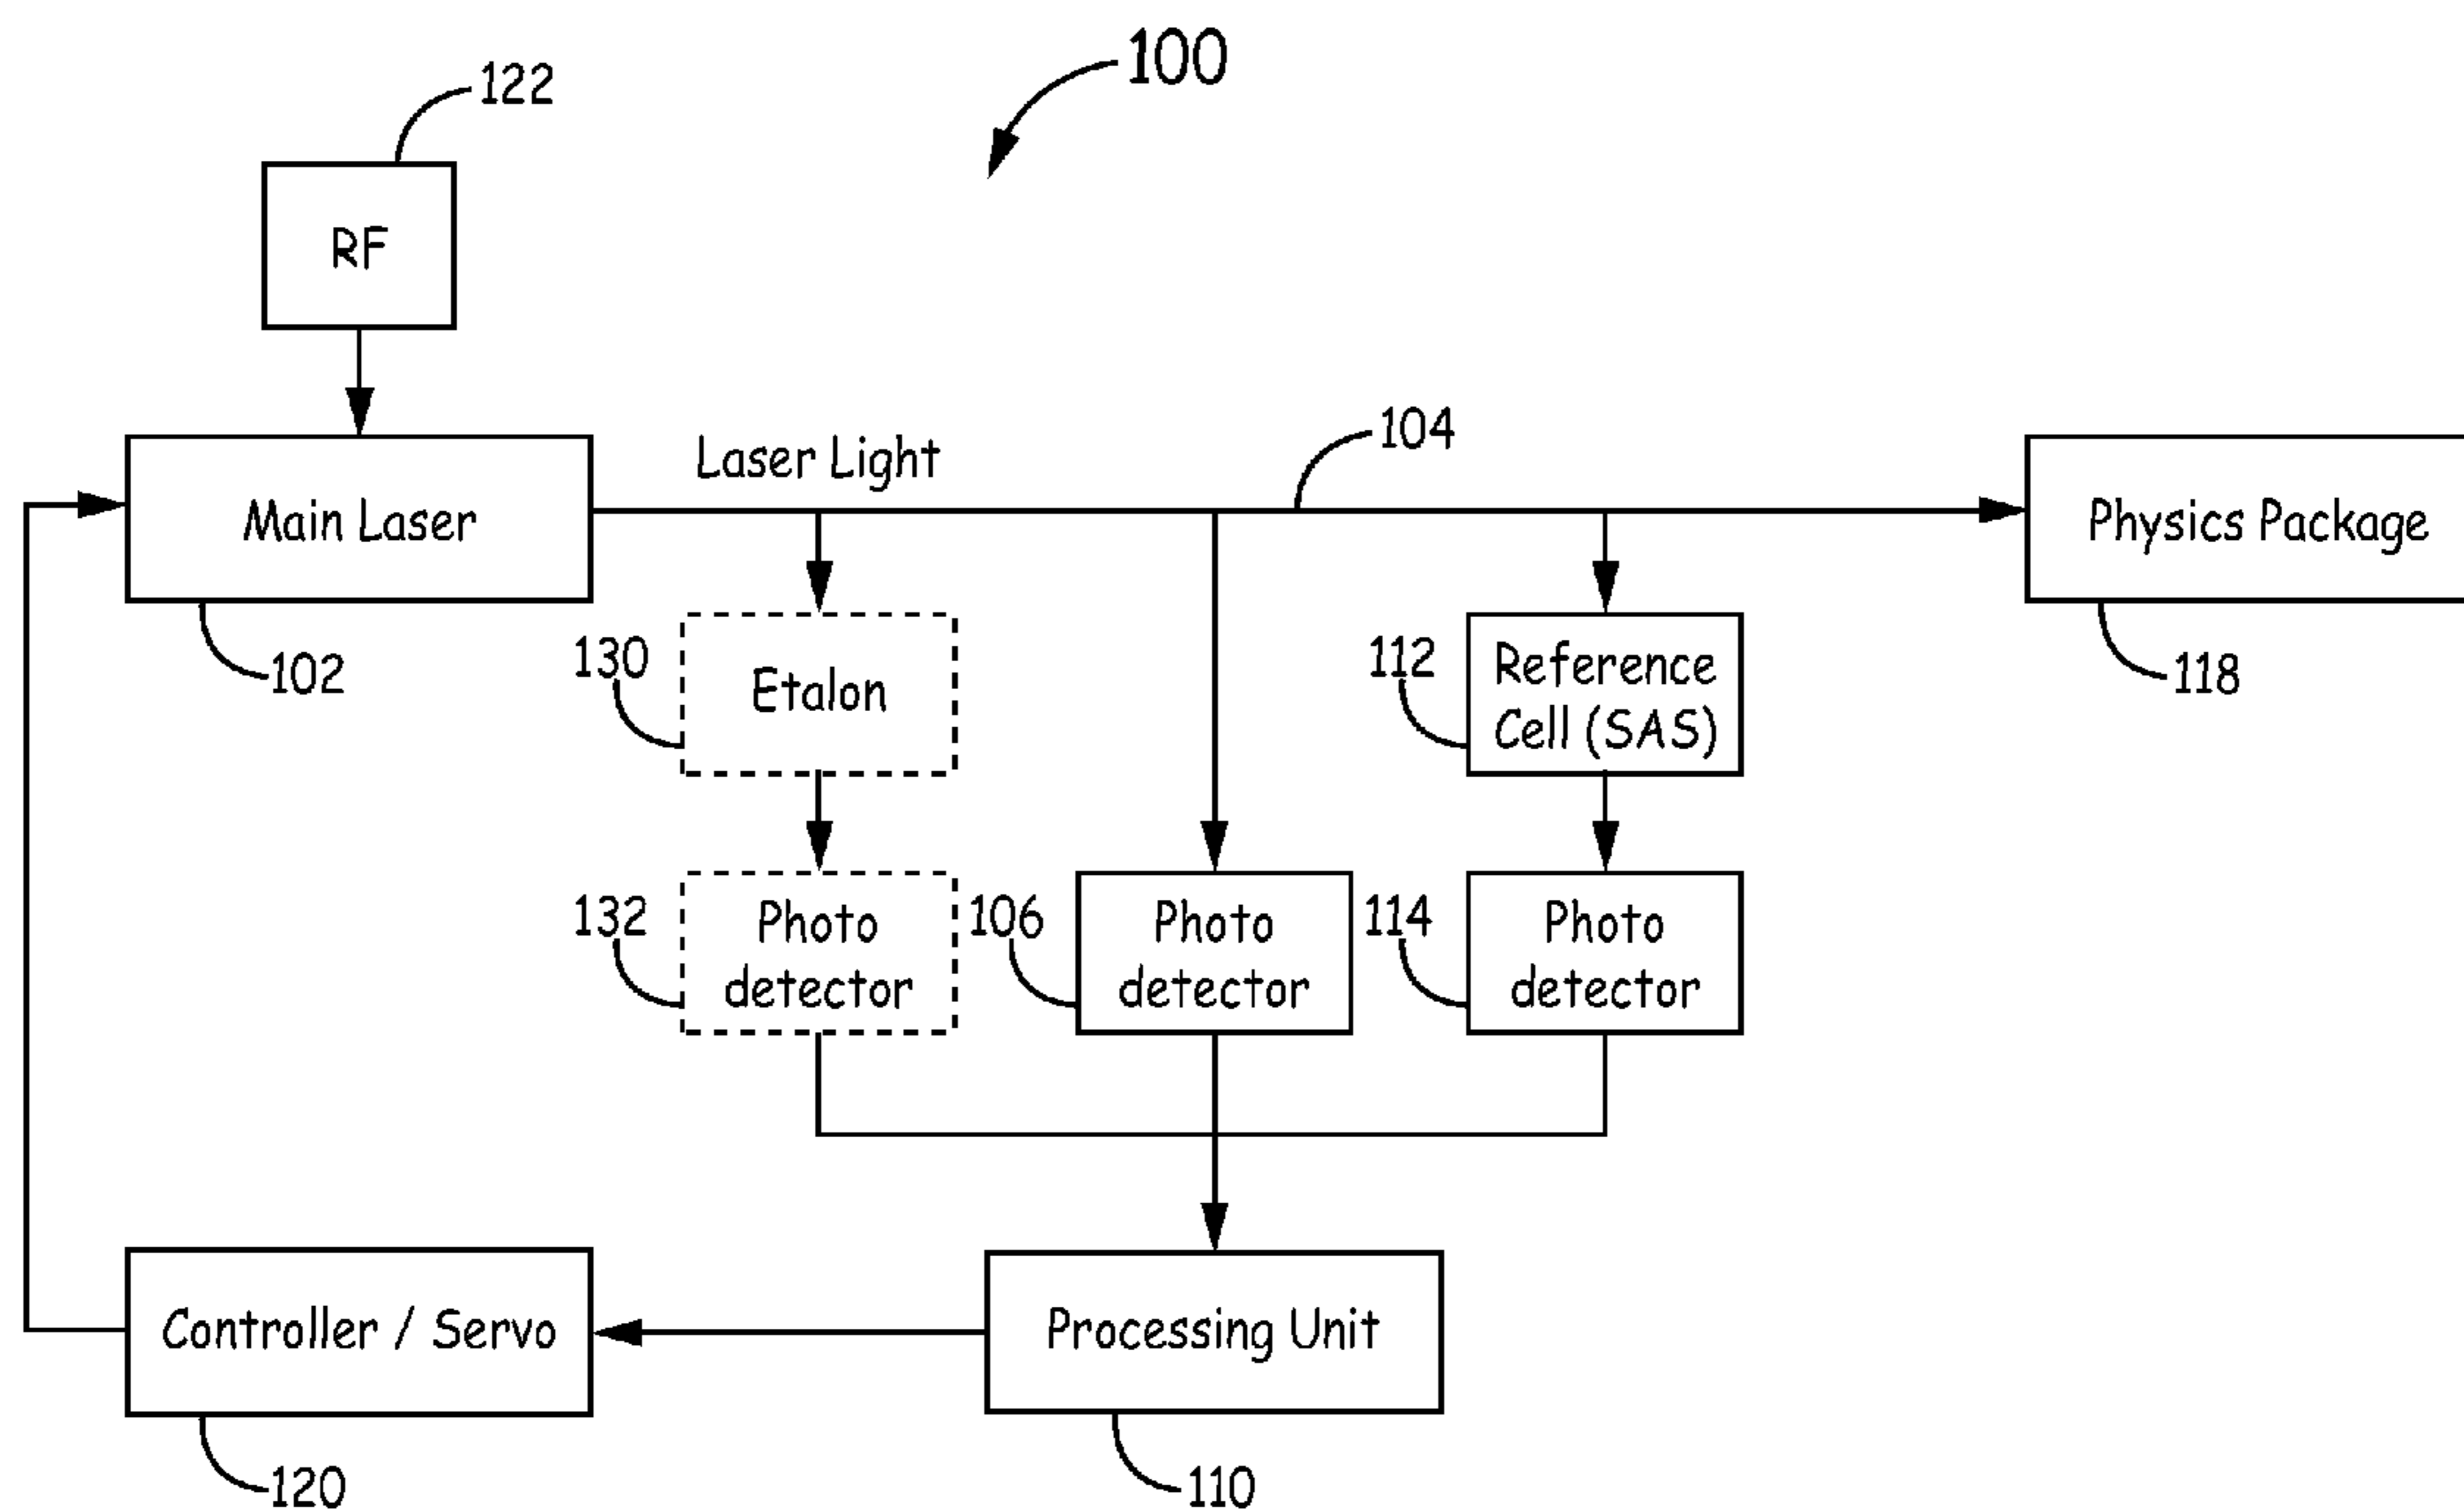 100
122
RF
104
Laser Light
Main Laser
Physics Package
102
118
130
Etalon
112
Reference
Cell (SAS)
132
Photo
detector
106
Photo
detector
114
Photo
detector
Controller / Servo
Processing Unit
120
110